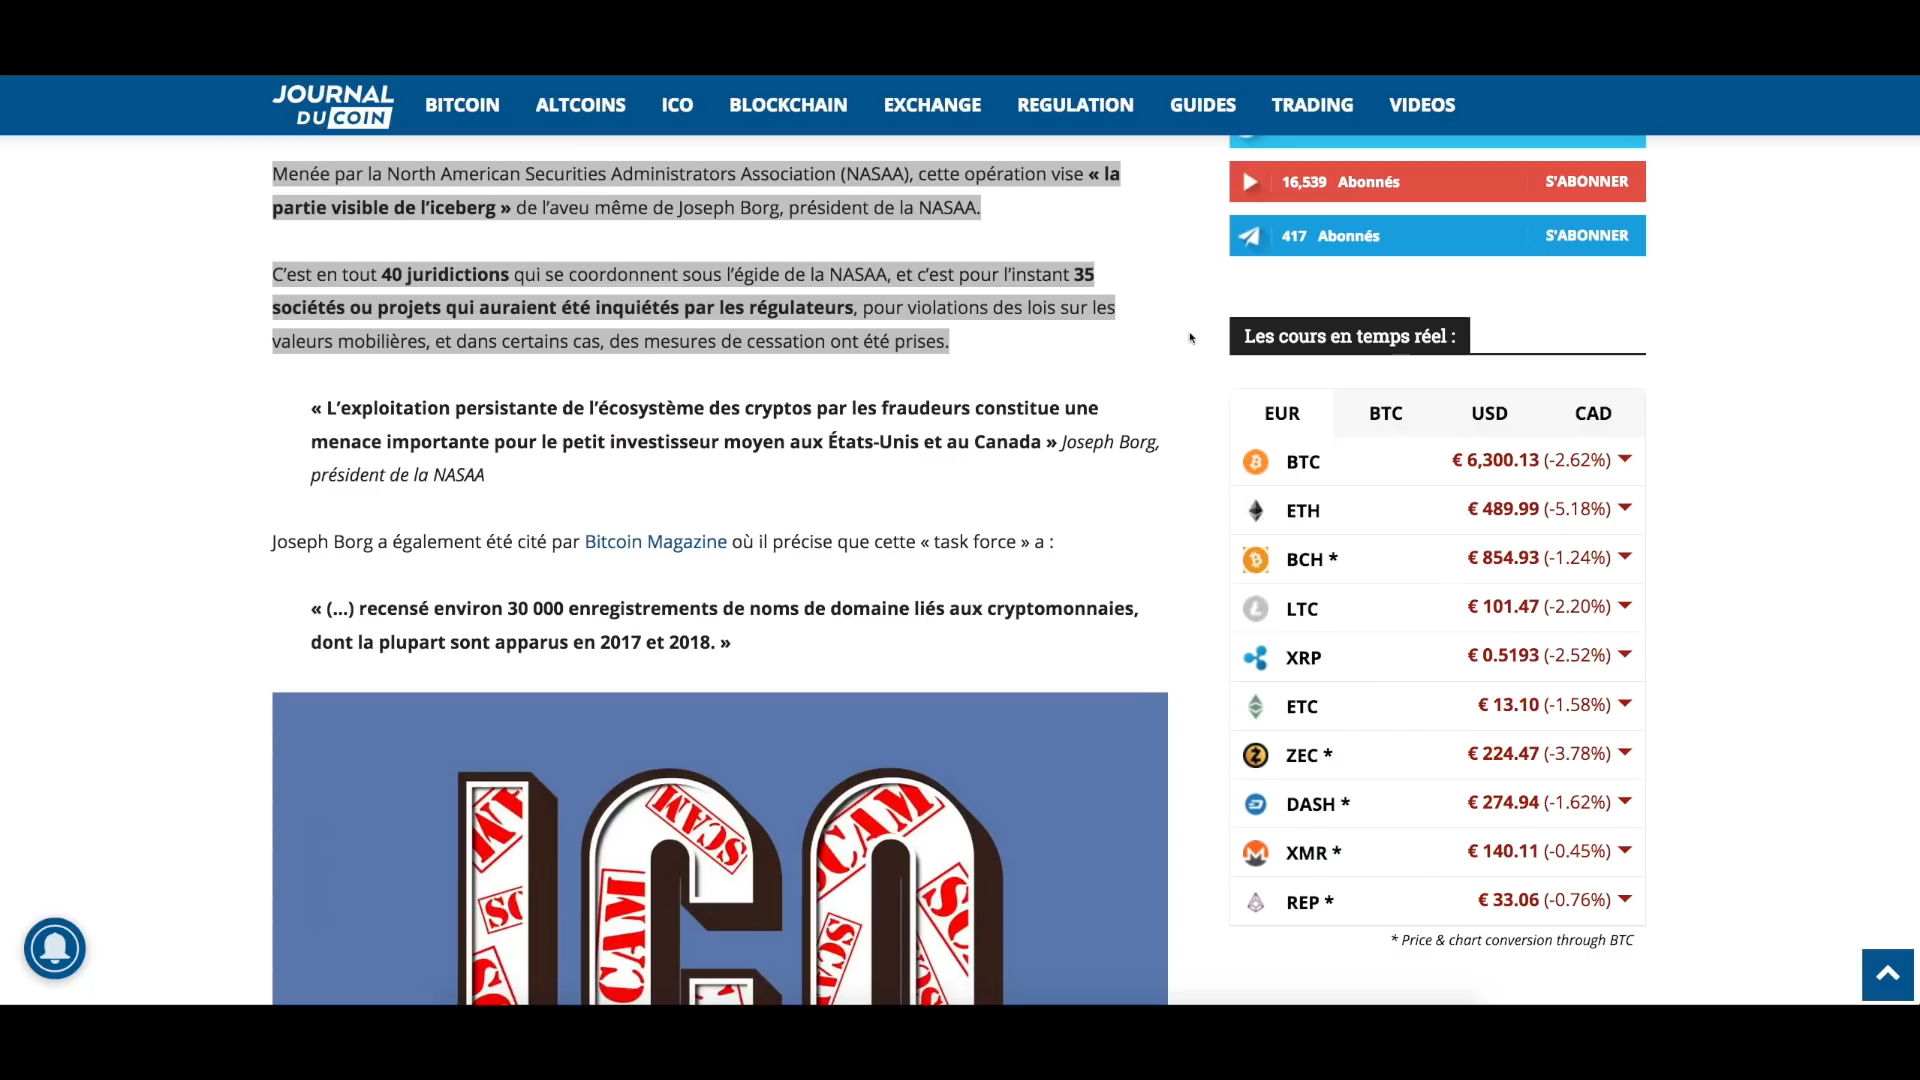 JOURNAL
DU COIN
BITCOIN
ALTCOINS
ICO
BLOCKCHAIN
EXCHANGE
REGULATION
GUIDES
TRADING
VIDEOS
Menée par la North American Securities Administrators Association (NASAA), cette opération vise « la
partie visible de l’iceberg » de l’aveu même de Joseph Borg, président de la NASAA.
C’est en tout 40 juridictions qui se coordonnent sous l’égide de la NASAA, et c’est pour l’instant 35
sociétés ou projets qui auraient été inquiétés par les régulateurs, pour violations des lois sur les
valeurs mobilières, et dans certains cas, des mesures de cessation ont été prises.
« L’exploitation persistante de l’écosystème des cryptos par les fraudeurs constitue une
menace importante pour le petit investisseur moyen aux États-Unis et au Canada » Joseph Borg,
président de la NASAA
Joseph Borg a également été cité par Bitcoin Magazine où il précise que cette « task force » a :
« (…) recensé environ 30 000 enregistrements de noms de domaine liés aux cryptomonnaies,
dont la plupart sont apparus en 2017 et 2018. »
ICO
SCAM
SCAM
CAM
16,539 Abonnés S'ABONNER
417 Abonnés S'ABONNER
Les cours en temps réel :
EUR BTC USD CAD
BTC € 6,300.13 (-2.62%)
ETH € 489.99 (-5.18%)
BCH * € 854.93 (-1.24%)
LTC € 101.47 (-2.20%)
XRP € 0.5193 (-2.52%)
ETC € 13.10 (-1.58%)
ZEC * € 224.47 (-3.78%)
DASH * € 274.94 (-1.62%)
XMR * € 140.11 (-0.45%)
REP * € 33.06 (-0.76%)
* Price & chart conversion through BTC